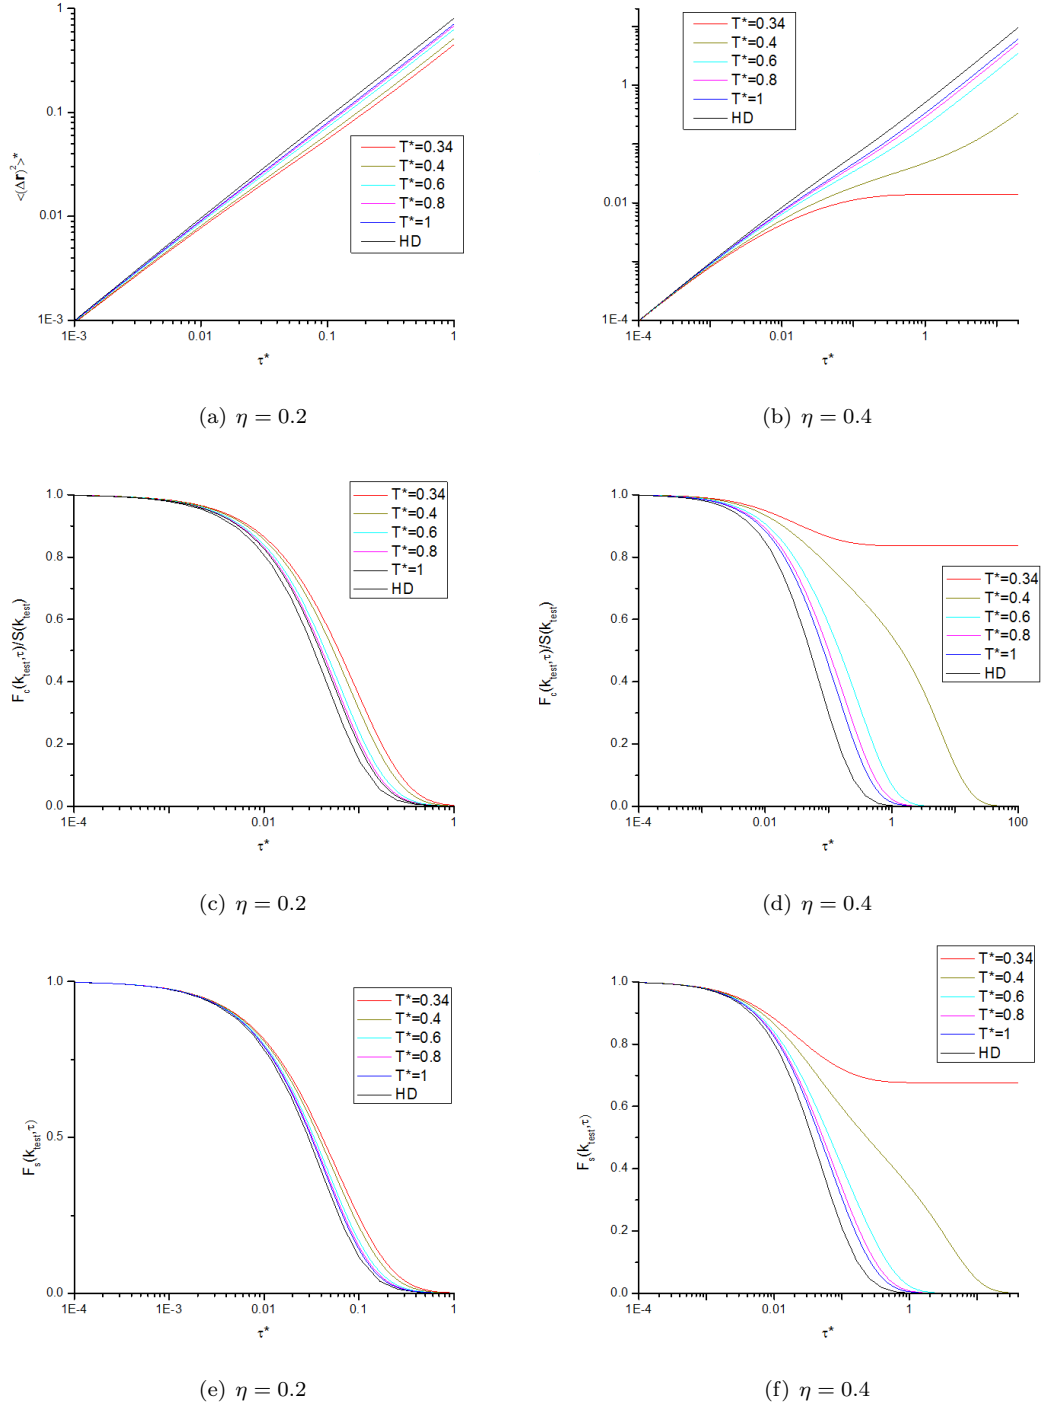 1
0.1
0.01
1E-3
1E-3
0.01
0.1
1
<(Δr)²>*
τ*
T*=0.34
T*=0.4
T*=0.6
T*=0.8
T*=1
HD
(a) η = 0.2
1
0.01
1E-4
1E-4
0.01
1
τ*
T*=0.34
T*=0.4
T*=0.6
T*=0.8
T*=1
HD
(b) η = 0.4
1.0
0.8
0.6
0.4
0.2
0.0
1E-4
1E-3
0.01
0.1
1
F_c(k_test,τ)/S(k_test)
τ*
T*=0.34
T*=0.4
T*=0.6
T*=0.8
T*=1
HD
(c) η = 0.2
1.0
0.8
0.6
0.4
0.2
0.0
1E-4
0.01
1
100
F_c(k_test,τ)/S(k_test)
τ*
T*=0.34
T*=0.4
T*=0.6
T*=0.8
T*=1
HD
(d) η = 0.4
1.0
0.5
0.0
1E-4
1E-3
0.01
0.1
1
F_s(k_test,τ)
τ*
T*=0.34
T*=0.4
T*=0.6
T*=0.8
T*=1
HD
(e) η = 0.2
1.0
0.8
0.6
0.4
0.2
0.0
1E-4
0.01
1
F_s(k_test,τ)
τ*
T*=0.34
T*=0.4
T*=0.6
T*=0.8
T*=1
HD
(f) η = 0.4